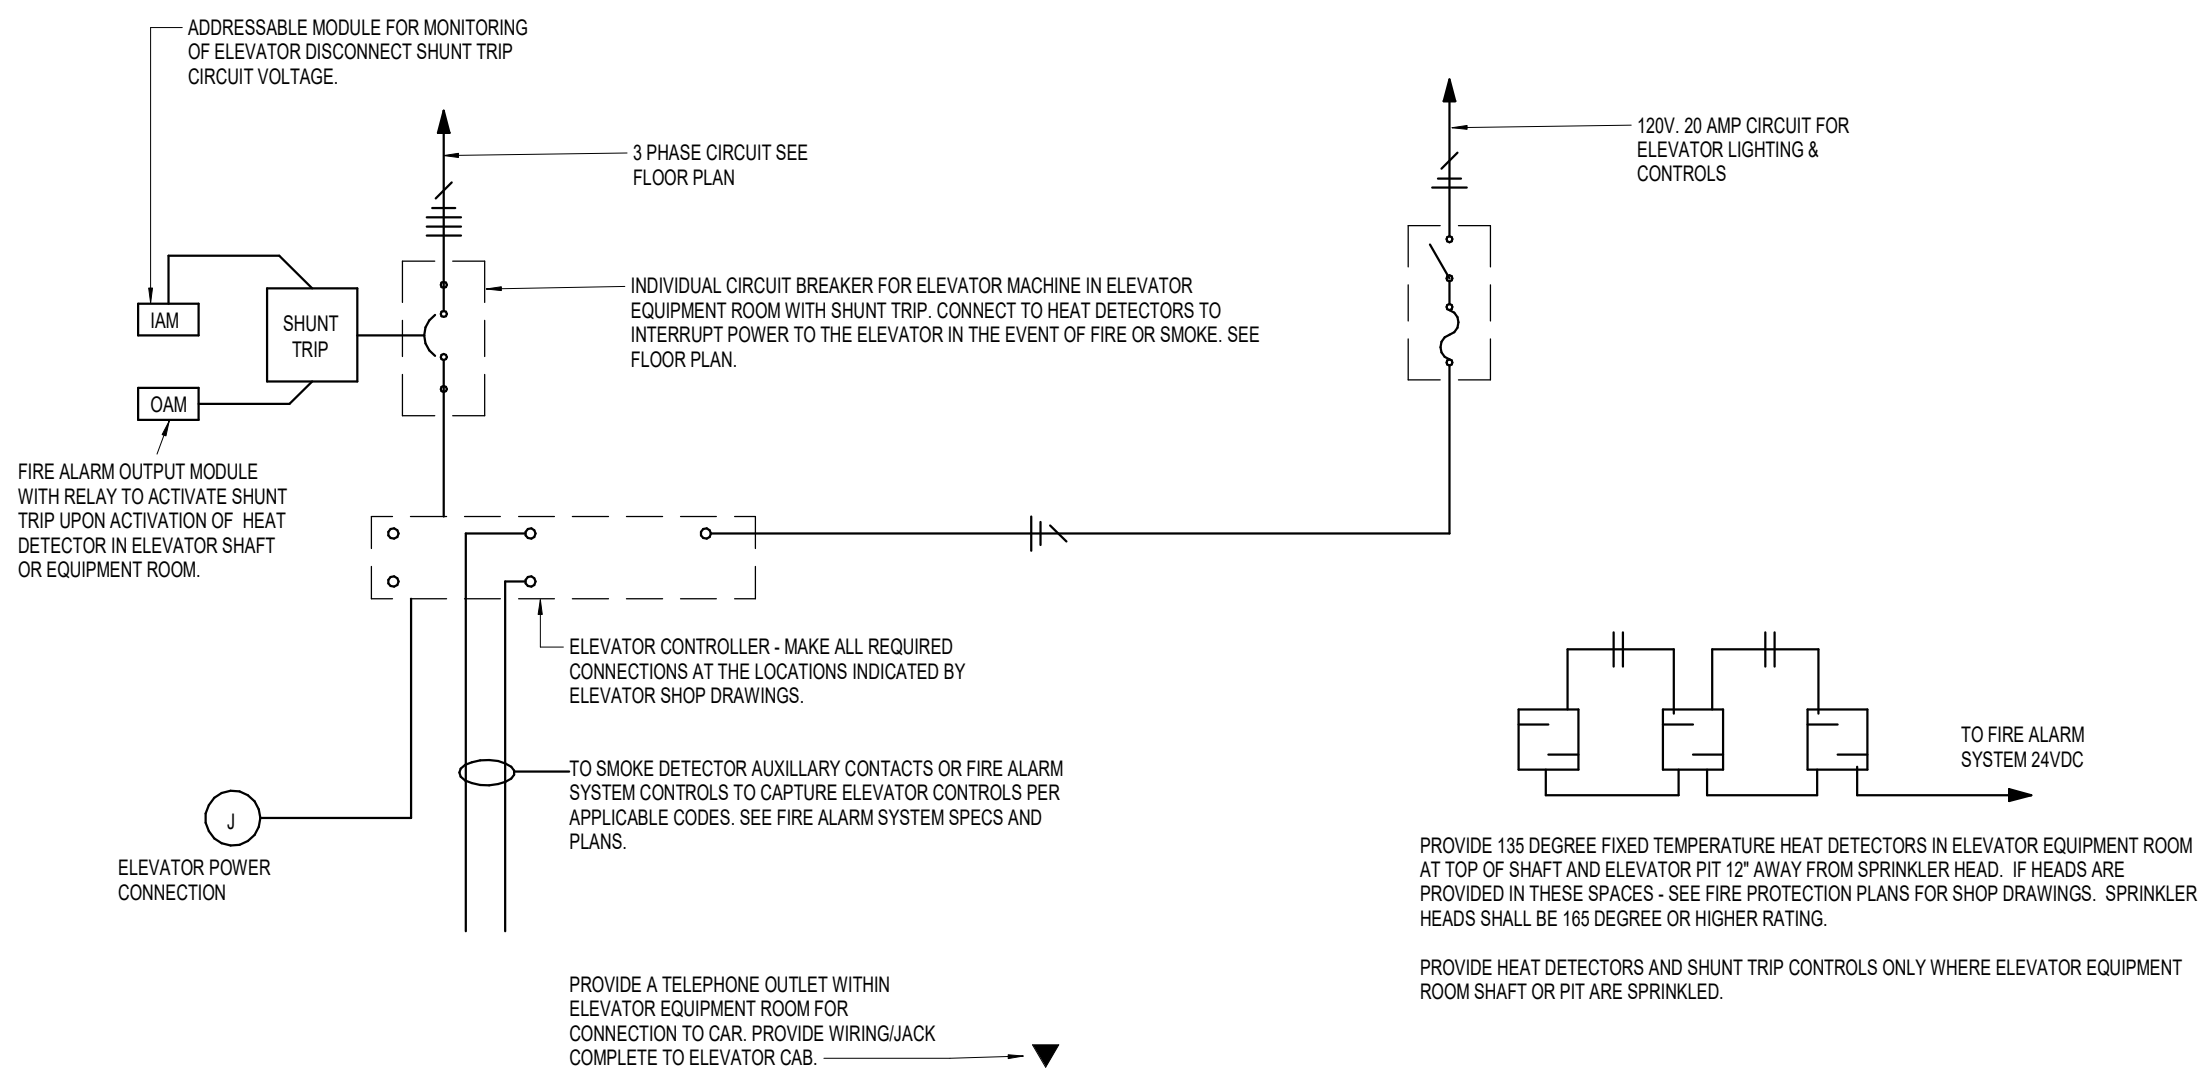 ADDRESSABLE MODULE FOR MONITORING
OF ELEVATOR DISCONNECT SHUNT TRIP
CIRCUIT VOLTAGE.
3 PHASE CIRCUIT SEE
FLOOR PLAN
120V. 20 AMP CIRCUIT FOR
ELEVATOR LIGHTING &
CONTROLS
IAM
SHUNT
TRIP
OAM
INDIVIDUAL CIRCUIT BREAKER FOR ELEVATOR MACHINE IN ELEVATOR
EQUIPMENT ROOM WITH SHUNT TRIP. CONNECT TO HEAT DETECTORS TO
INTERRUPT POWER TO THE ELEVATOR IN THE EVENT OF FIRE OR SMOKE. SEE
FLOOR PLAN.
FIRE ALARM OUTPUT MODULE
WITH RELAY TO ACTIVATE SHUNT
TRIP UPON ACTIVATION OF HEAT
DETECTOR IN ELEVATOR SHAFT
OR EQUIPMENT ROOM.
ELEVATOR CONTROLLER - MAKE ALL REQUIRED
CONNECTIONS AT THE LOCATIONS INDICATED BY
ELEVATOR SHOP DRAWINGS.
TO SMOKE DETECTOR AUXILLARY CONTACTS OR FIRE ALARM
SYSTEM CONTROLS TO CAPTURE ELEVATOR CONTROLS PER
APPLICABLE CODES. SEE FIRE ALARM SYSTEM SPECS AND
PLANS.
J
ELEVATOR POWER
CONNECTION
TO FIRE ALARM
SYSTEM 24VDC
PROVIDE 135 DEGREE FIXED TEMPERATURE HEAT DETECTORS IN ELEVATOR EQUIPMENT ROOM
AT TOP OF SHAFT AND ELEVATOR PIT 12" AWAY FROM SPRINKLER HEAD. IF HEADS ARE
PROVIDED IN THESE SPACES - SEE FIRE PROTECTION PLANS FOR SHOP DRAWINGS. SPRINKLER
HEADS SHALL BE 165 DEGREE OR HIGHER RATING.
PROVIDE HEAT DETECTORS AND SHUNT TRIP CONTROLS ONLY WHERE ELEVATOR EQUIPMENT
ROOM SHAFT OR PIT ARE SPRINKLED.
PROVIDE A TELEPHONE OUTLET WITHIN
ELEVATOR EQUIPMENT ROOM FOR
CONNECTION TO CAR. PROVIDE WIRING/JACK
COMPLETE TO ELEVATOR CAB.